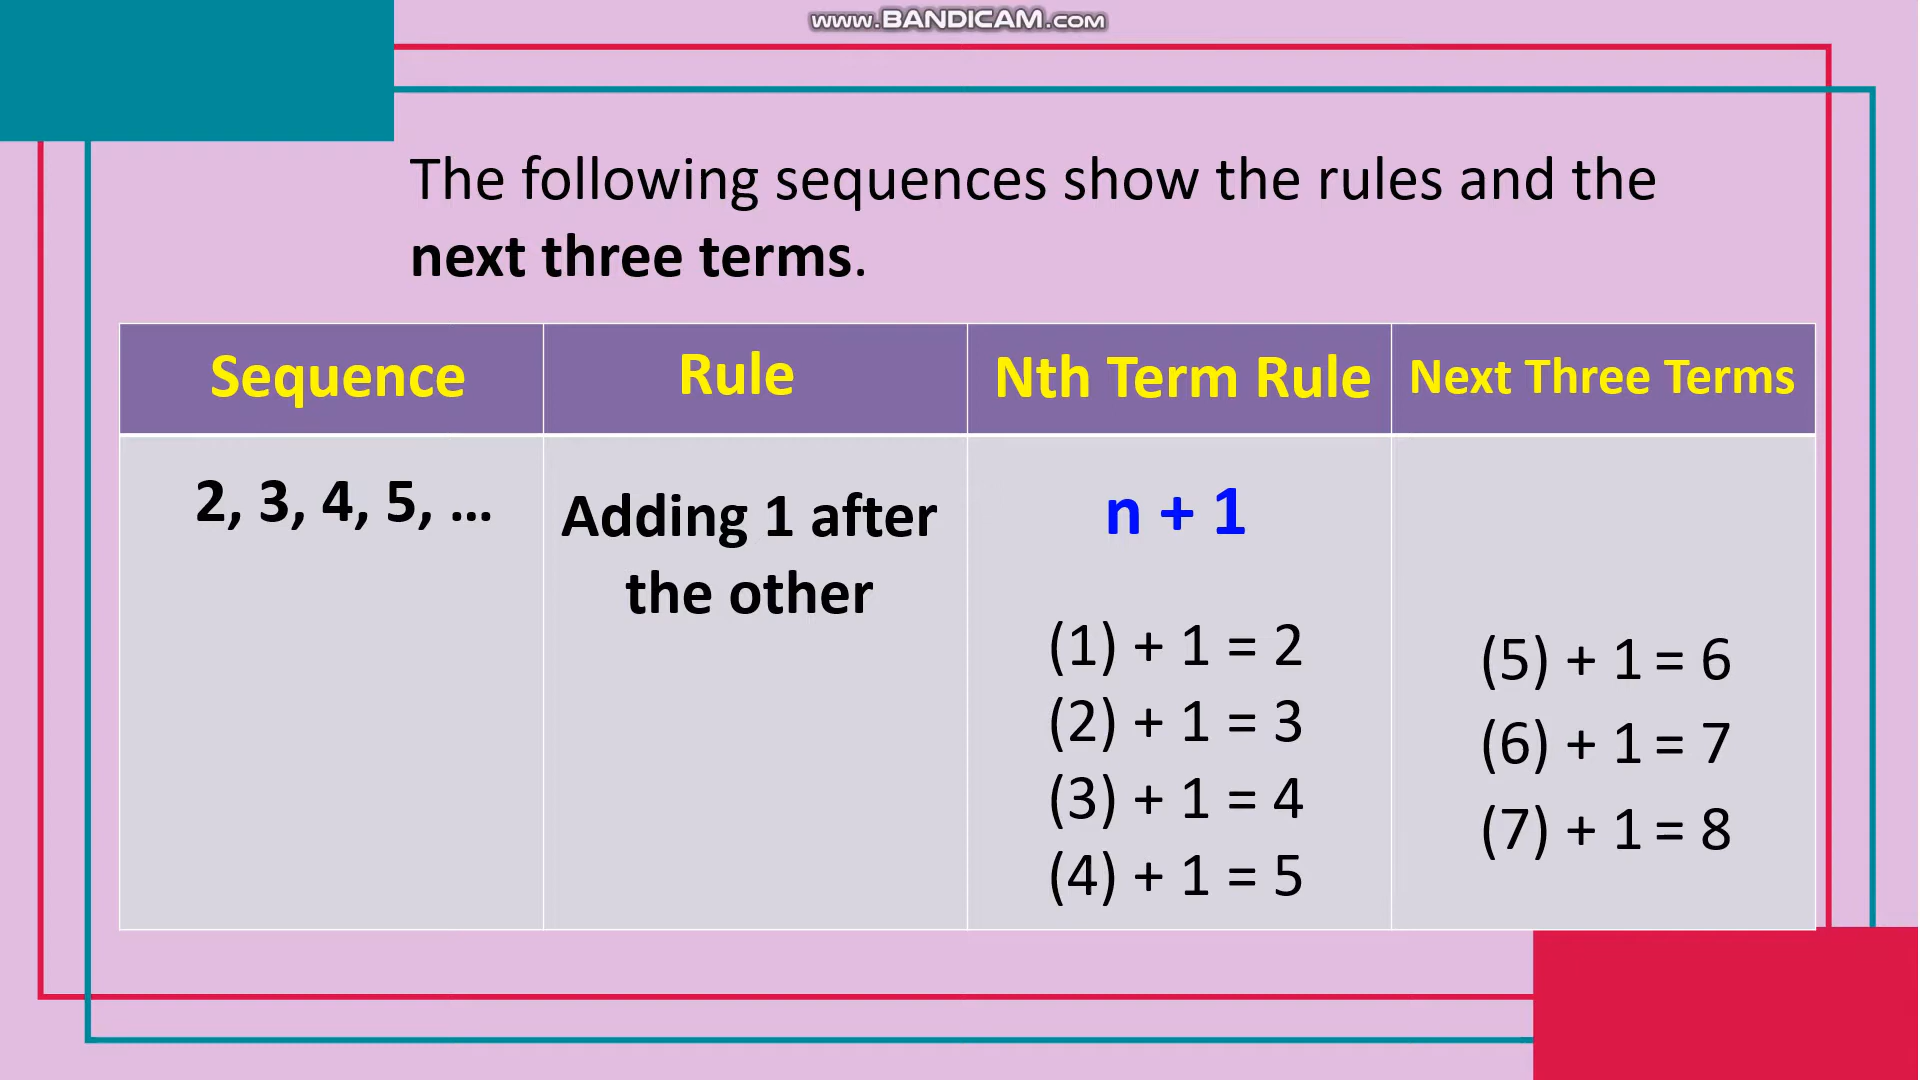 www.BANDICAM.com
The following sequences show the rules and the
next three terms.
Sequence
Rule
Nth Term Rule
Next Three Terms
2, 3, 4, 5, ...
Adding 1 after
the other
n + 1
(1) + 1 = 2
(2) + 1 = 3
(3) + 1 = 4
(4) + 1 = 5
(5) + 1 = 6
(6) + 1 = 7
(7) + 1 = 8